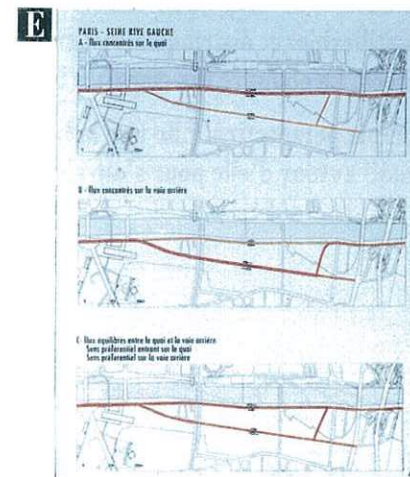 E
PARIS - SEINE RIVE GAUCHE
A - Flux concentrés sur le quai
B - Flux concentrés sur la voie arrière
C- Flux équilibrés entre le quai et la voie arrière
Sens préférentiel entrant sur le quai
Sens préférentiel sur la voie arrière